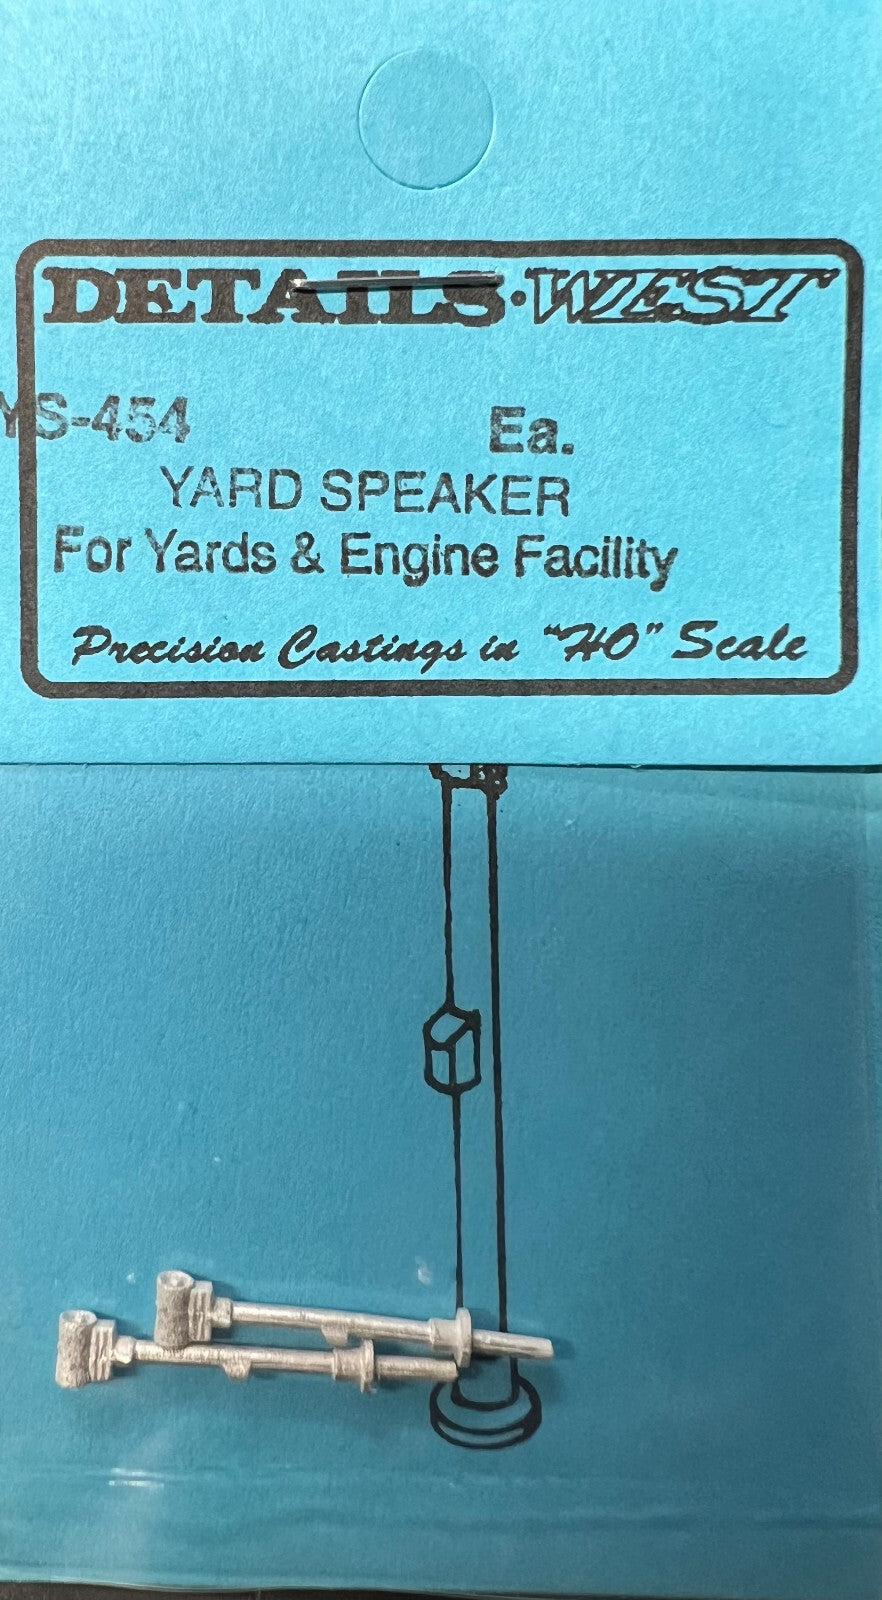 DETAILS·WEST
YS-454 Ea.
YARD SPEAKER
For Yards & Engine Facility
Precision Castings in "HO" Scale